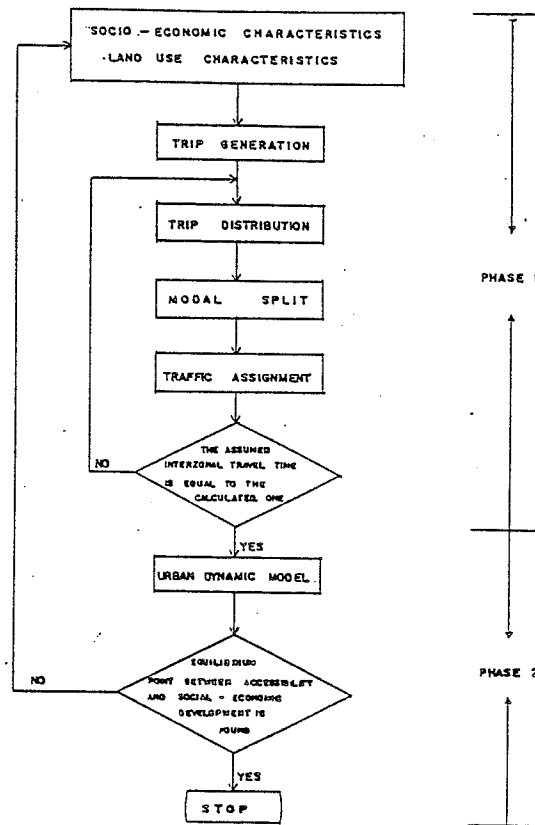 SOCIO.-ECONOMIC CHARACTERISTICS
.LAND USE CHARACTERISTICS
TRIP GENERATION
TRIP DISTRIBUTION
PHASE 1
MODAL SPLIT
TRAFFIC ASSIGNMENT
NO
THE ASSUMED
INTERZONAL TRAVEL TIME
IS EQUAL TO THE
CALCULATED ONE
YES
URBAN DYNAMIC MODEL
NO
EQUILIBIUM
POINT BETWEEN ACCESSIBILITY
AND SOCIAL - ECONOMIC
DEVELOPMENT IS
FOUND
PHASE 2
YES
STOP